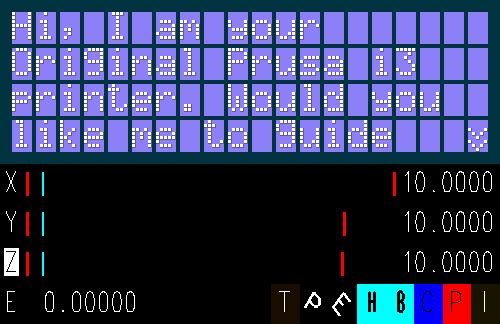 Hi, I am your
Original Prusa i3
printer. Would you
like me to guide
X 10.0000
Y 10.0000
Z 10.0000
E 0.00000 T P E H B C P I